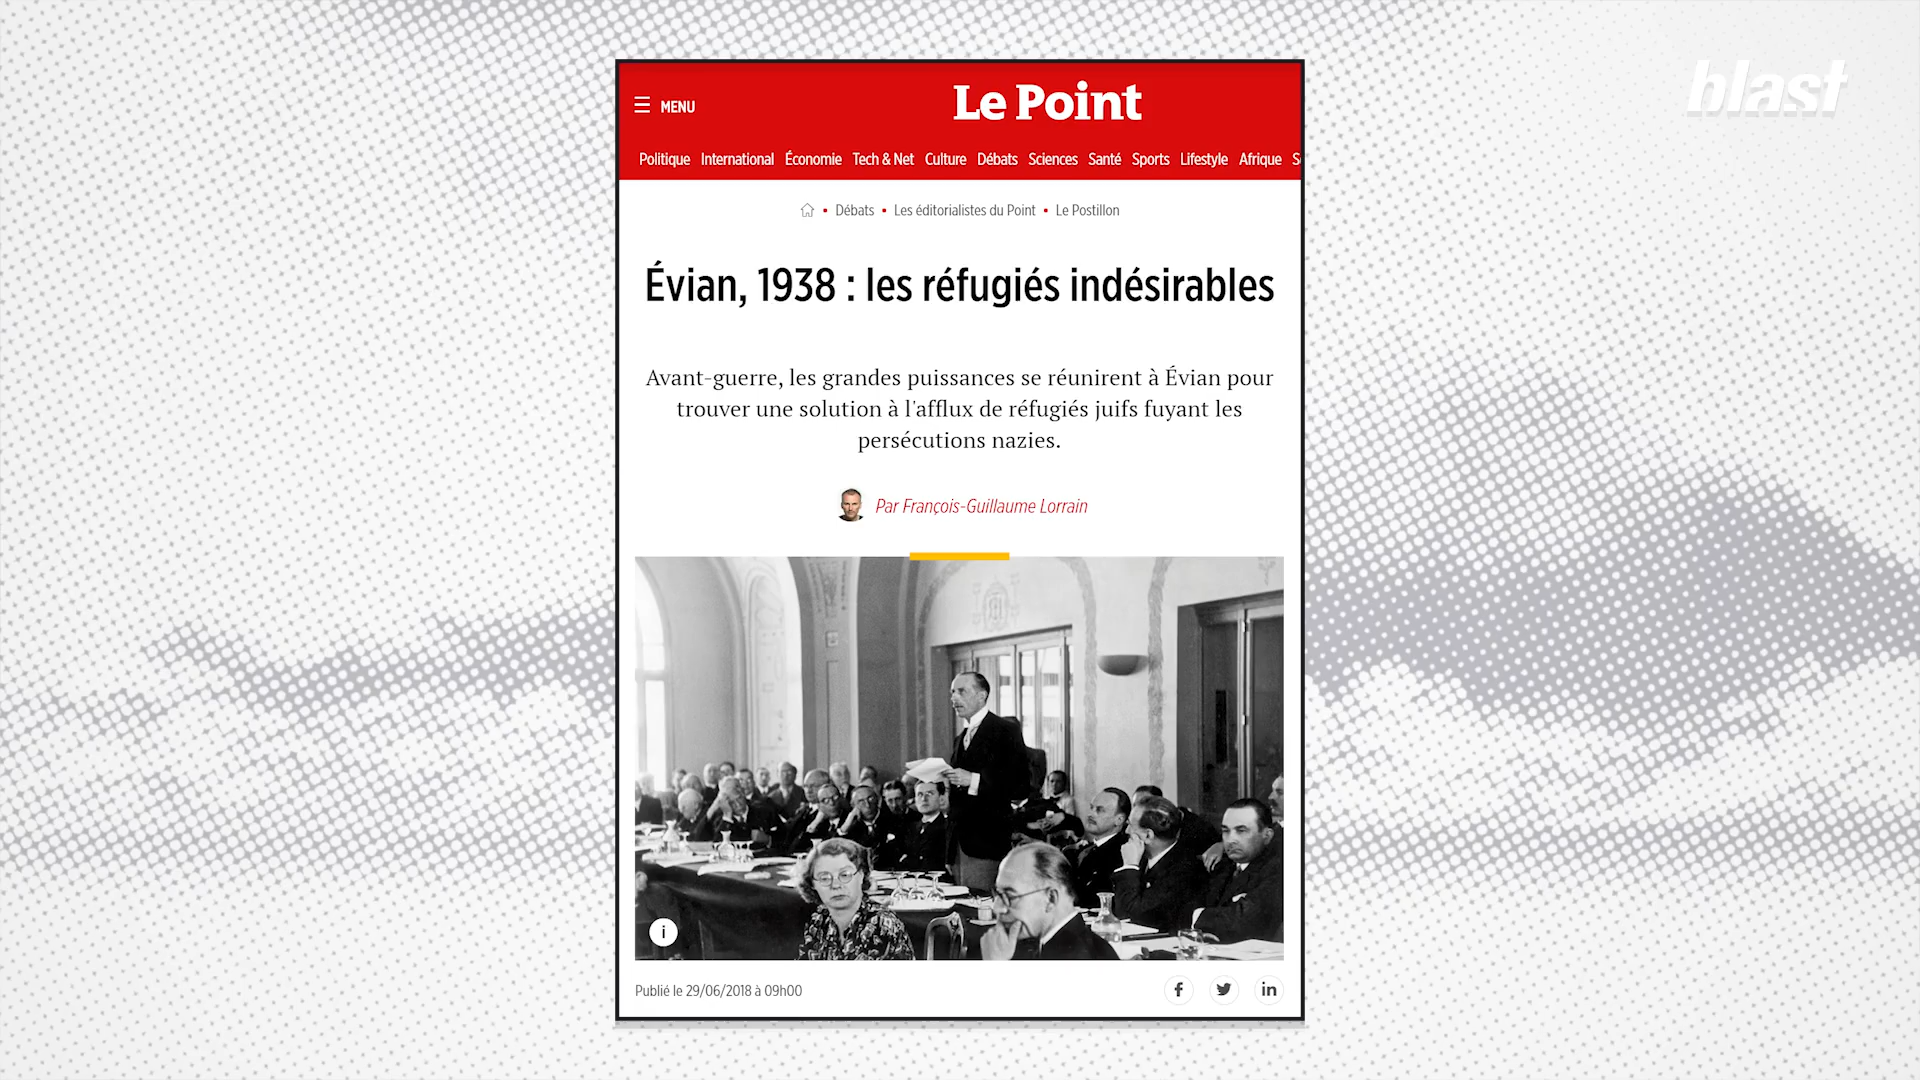 blast
MENU
Le Point
Politique International Économie Tech & Net Culture Débats Sciences Santé Sports Lifestyle Afrique S
Débats • Les éditorialistes du Point • Le Postillon
Évian, 1938 : les réfugiés indésirables
Avant-guerre, les grandes puissances se réunirent à Évian pour
trouver une solution à l'afflux de réfugiés juifs fuyant les
persécutions nazies.
Par François-Guillaume Lorrain
i
Publié le 29/06/2018 à 09h00